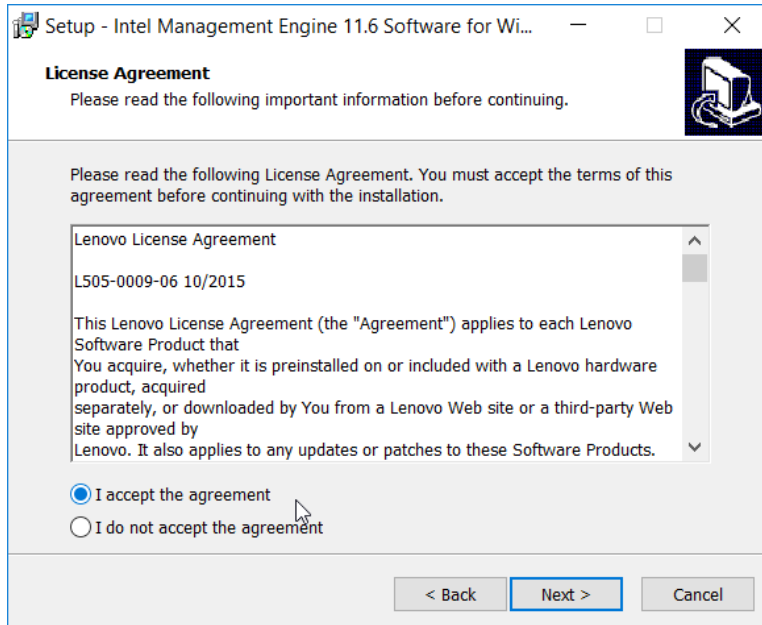 Setup - Intel Management Engine 11.6 Software for Wi...
License Agreement
Please read the following important information before continuing.
Please read the following License Agreement. You must accept the terms of this
agreement before continuing with the installation.
Lenovo License Agreement
L505-0009-06 10/2015
This Lenovo License Agreement (the "Agreement") applies to each Lenovo
Software Product that
You acquire, whether it is preinstalled on or included with a Lenovo hardware
product, acquired
separately, or downloaded by You from a Lenovo Web site or a third-party Web
site approved by
Lenovo. It also applies to any updates or patches to these Software Products.
I accept the agreement
I do not accept the agreement
< Back Next > Cancel